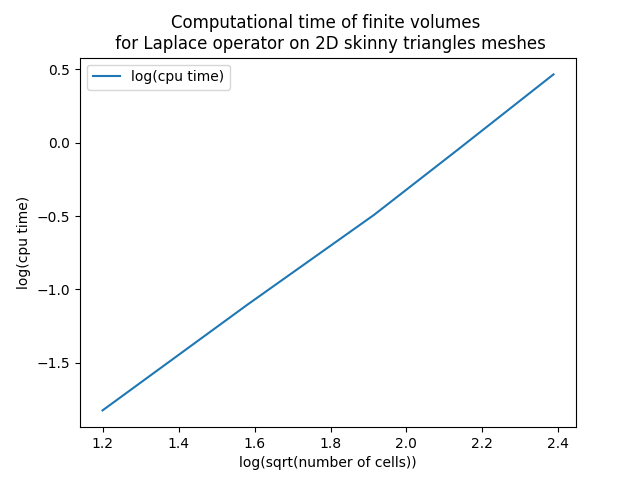 Computational time of finite volumes
for Laplace operator on 2D skinny triangles meshes
log(cpu time)
0.5
0.0
−0.5
−1.0
−1.5
log(cpu time)
1.2
1.4
1.6
1.8
2.0
2.2
2.4
log(sqrt(number of cells))